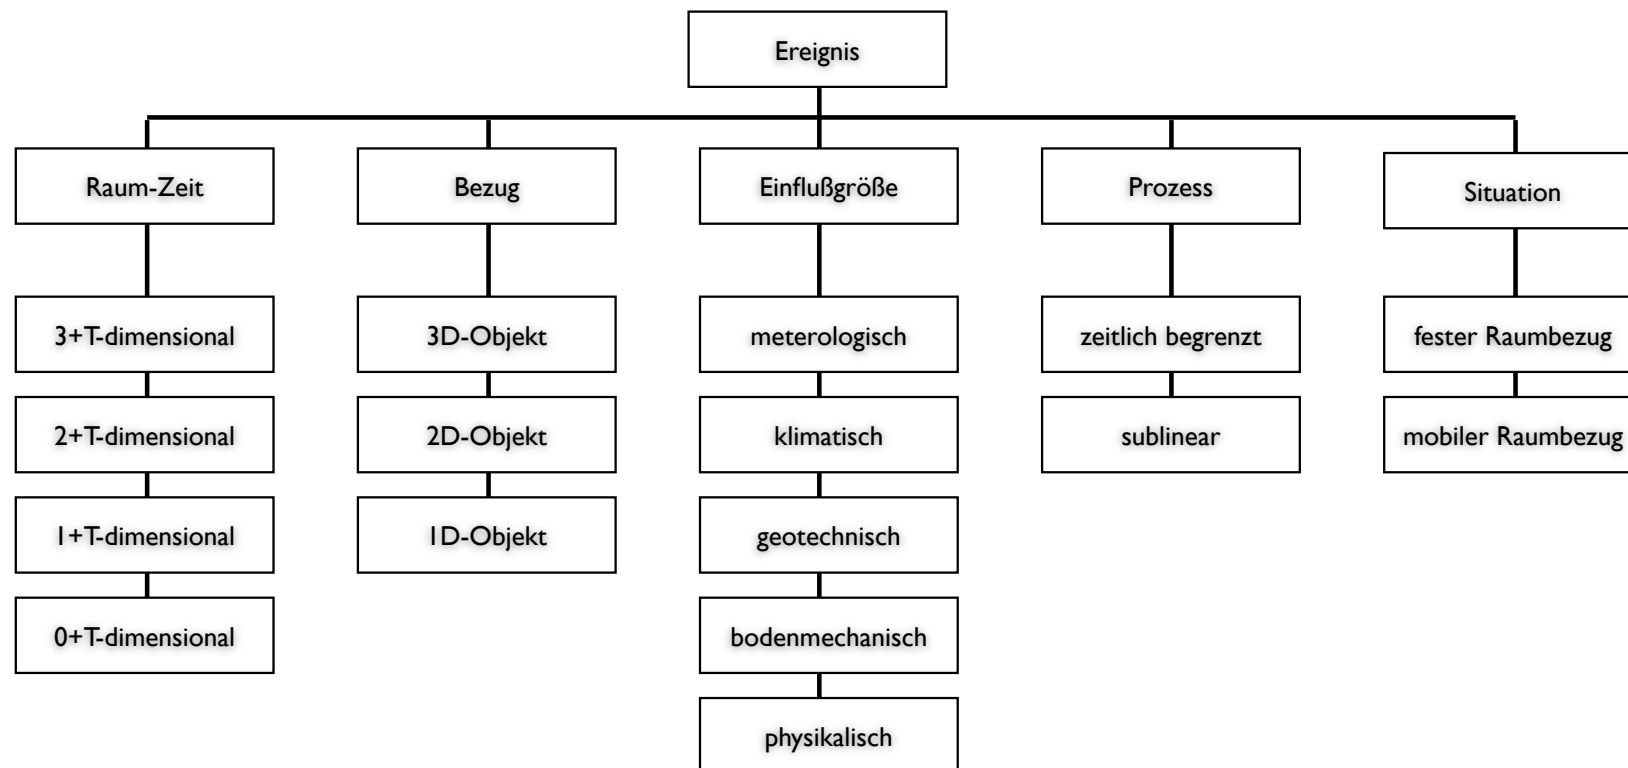 Ereignis
Raum-Zeit
Bezug
Einflußgröße
Prozess
Situation
3+T-dimensional
3D-Objekt
meterologisch
zeitlich begrenzt
fester Raumbezug
2+T-dimensional
2D-Objekt
klimatisch
sublinear
mobiler Raumbezug
1+T-dimensional
1D-Objekt
geotechnisch
0+T-dimensional
bodenmechanisch
physikalisch